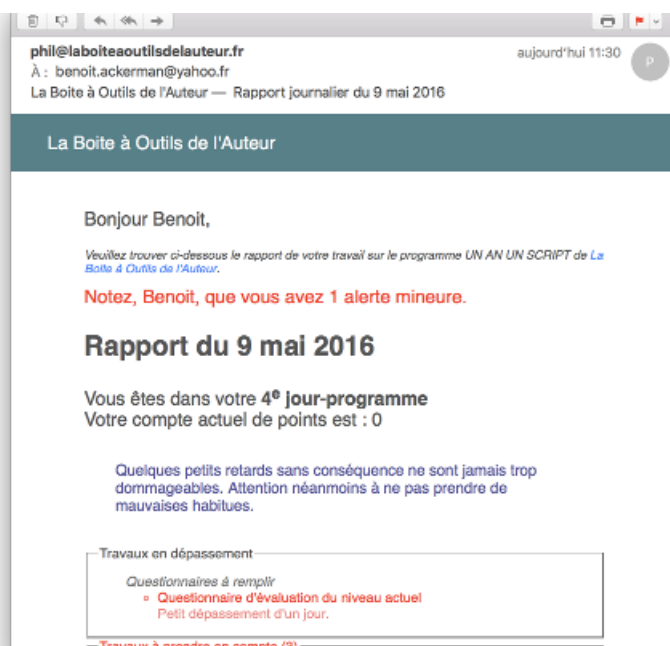 phil@laboiteaoutilsdelauteur.fr
aujourd'hui 11:30
P
À : benoit.ackerman@yahoo.fr
La Boite à Outils de l'Auteur — Rapport journalier du 9 mai 2016
La Boite à Outils de l'Auteur
Bonjour Benoit,
Veuillez trouver ci-dessous le rapport de votre travail sur le programme UN AN UN SCRIPT de La
Boite à Outils de l'Auteur.
Notez, Benoit, que vous avez 1 alerte mineure.
Rapport du 9 mai 2016
Vous êtes dans votre 4e jour-programme
Votre compte actuel de points est : 0
Quelques petits retards sans conséquence ne sont jamais trop
dommageables. Attention néanmoins à ne pas prendre de
mauvaises habitues.
Travaux en dépassement
Questionnaires à remplir
Questionnaire d'évaluation du niveau actuel
Petit dépassement d'un jour.
Travaux à prendre en compte (3)